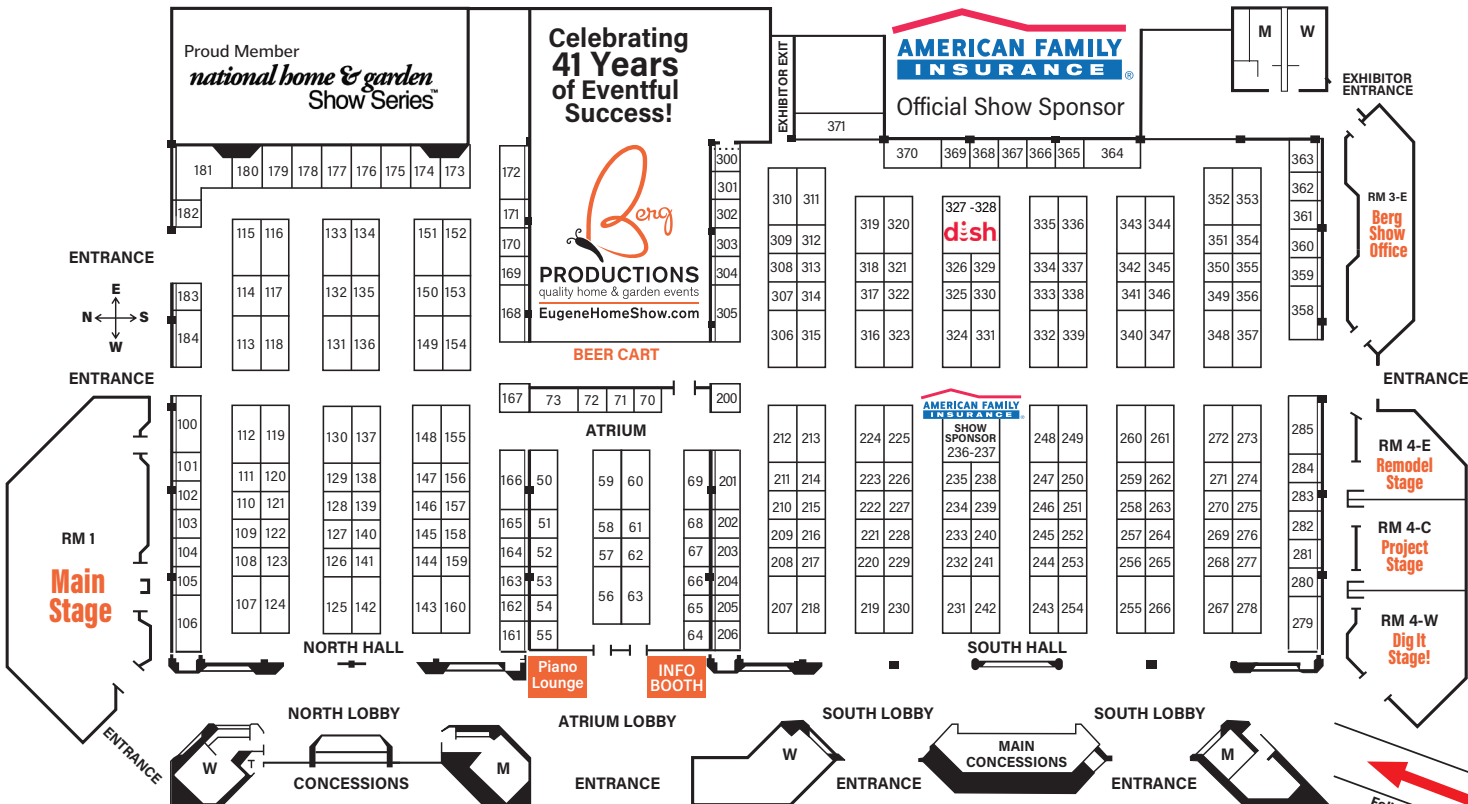 Proud Member
national home & garden
Show Series™
Celebrating
41 Years
of Eventful
Success!
Berg
PRODUCTIONS
quality home & garden events
EugeneHomeShow.com
BEER CART
EXHIBITOR EXIT
371
AMERICAN FAMILY
INSURANCE ®
Official Show Sponsor
M W
EXHIBITOR
ENTRANCE
181 180 179 178 177 176 175 174 173
182
172
171
170
169
168
300
301
302
303
304
305
370 369 368 367 366 365 364
363
362
361
360
359
358
RM 3-E
Berg
Show
Office
ENTRANCE
E
N S
W
183
184
ENTRANCE
115 116
114 117
113 118
133 134
132 135
131 136
151 152
150 153
149 154
310 311
309 312
308 313
307 314
306 315
319 320
318 321
317 322
316 323
327 -328
dish
326 329
325 330
324 331
335 336
334 337
333 338
332 339
343 344
342 345
341 346
340 347
352 353
351 354
350 355
349 356
348 357
ENTRANCE
167 73 72 71 70 200
ATRIUM
RM 1
Main
Stage
100
101
102
103
104
105
106
112 119
111 120
110 121
109 122
108 123
107 124
130 137
129 138
128 139
127 140
126 141
125 142
148 155
147 156
146 157
145 158
144 159
143 160
NORTH HALL
166 50
165 51
164 52
163 53
162 54
161 55
59 60
58 61
57 62
56 63
69 201
68 202
67 203
66 204
65 205
64 206
Piano
Lounge
INFO
BOOTH
212 213
211 214
210 215
209 216
208 217
207 218
224 225
223 226
222 227
221 228
220 229
219 230
AMERICAN FAMILY
INSURANCE ®
SHOW
SPONSOR
236-237
235 238
234 239
233 240
232 241
231 242
248 249
247 250
246 251
245 252
244 253
243 254
260 261
259 262
258 263
257 264
256 265
255 266
272 273
271 274
270 275
269 276
268 277
267 278
SOUTH HALL
285
284
283
282
281
280
279
RM 4-E
Remodel
Stage
RM 4-C
Project
Stage
RM 4-W
Dig It
Stage!
ENTRANCE
NORTH LOBBY
ATRIUM LOBBY
SOUTH LOBBY
SOUTH LOBBY
W
T
CONCESSIONS
M
ENTRANCE
W
ENTRANCE
MAIN
CONCESSIONS
ENTRANCE
M